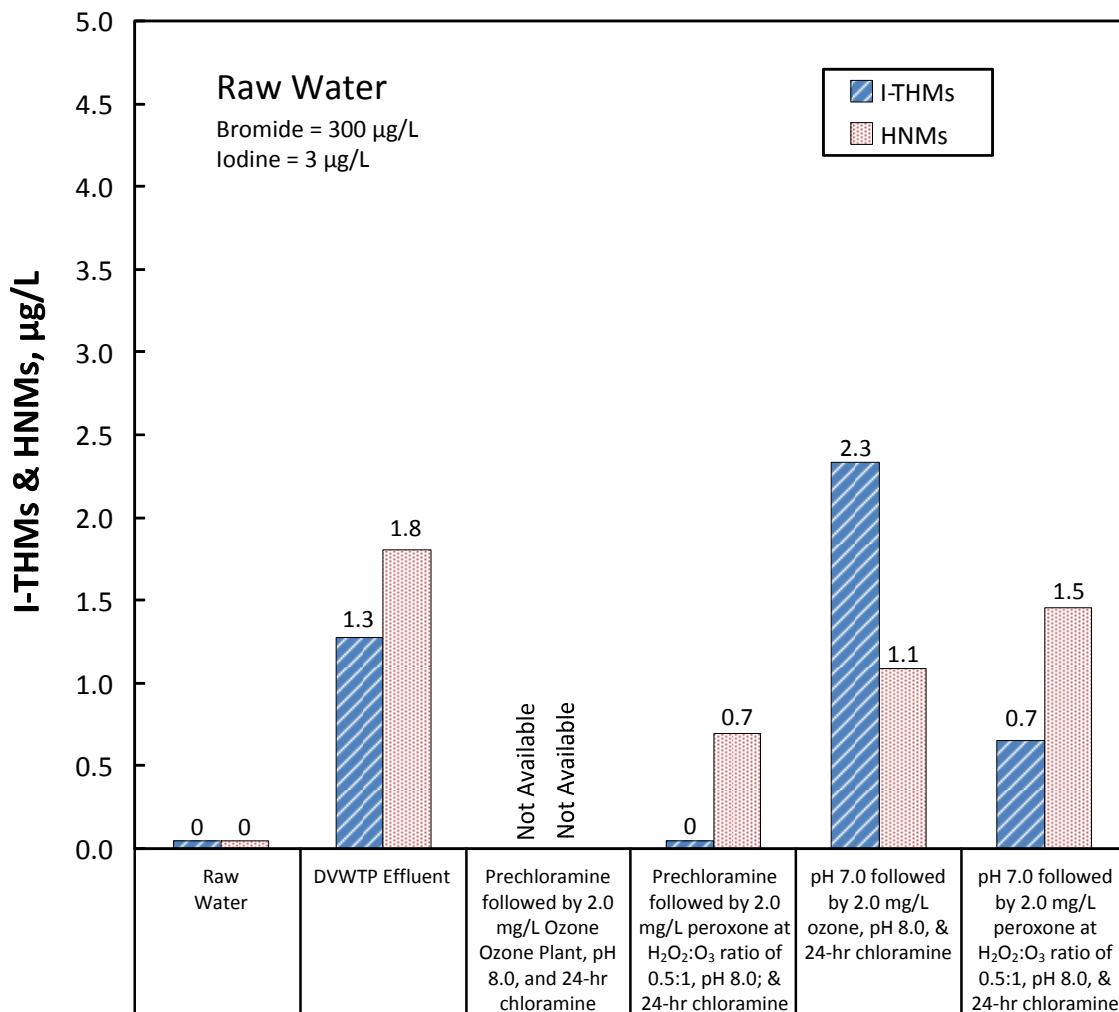 5.0
4.5
4.0
3.5
3.0
2.5
2.0
1.5
1.0
0.5
0.0
I-THMs & HNMs, µg/L
Raw Water
Bromide = 300 µg/L
Iodine = 3 µg/L
I-THMs
HNMs
0
0
1.3
1.8
Not Available
Not Available
0
0.7
2.3
1.1
0.7
1.5
Raw
Water
DVWTP Effluent
Prechloramine
followed by 2.0
mg/L Ozone
Ozone Plant, pH
8.0, and 24-hr
chloramine
Prechloramine
followed by 2.0
mg/L peroxone at
H₂O₂:O₃ ratio of
0.5:1, pH 8.0; &
24-hr chloramine
pH 7.0 followed
by 2.0 mg/L
ozone, pH 8.0, &
24-hr chloramine
pH 7.0 followed
by 2.0 mg/L
peroxone at
H₂O₂:O₃ ratio of
0.5:1, pH 8.0, &
24-hr chloramine